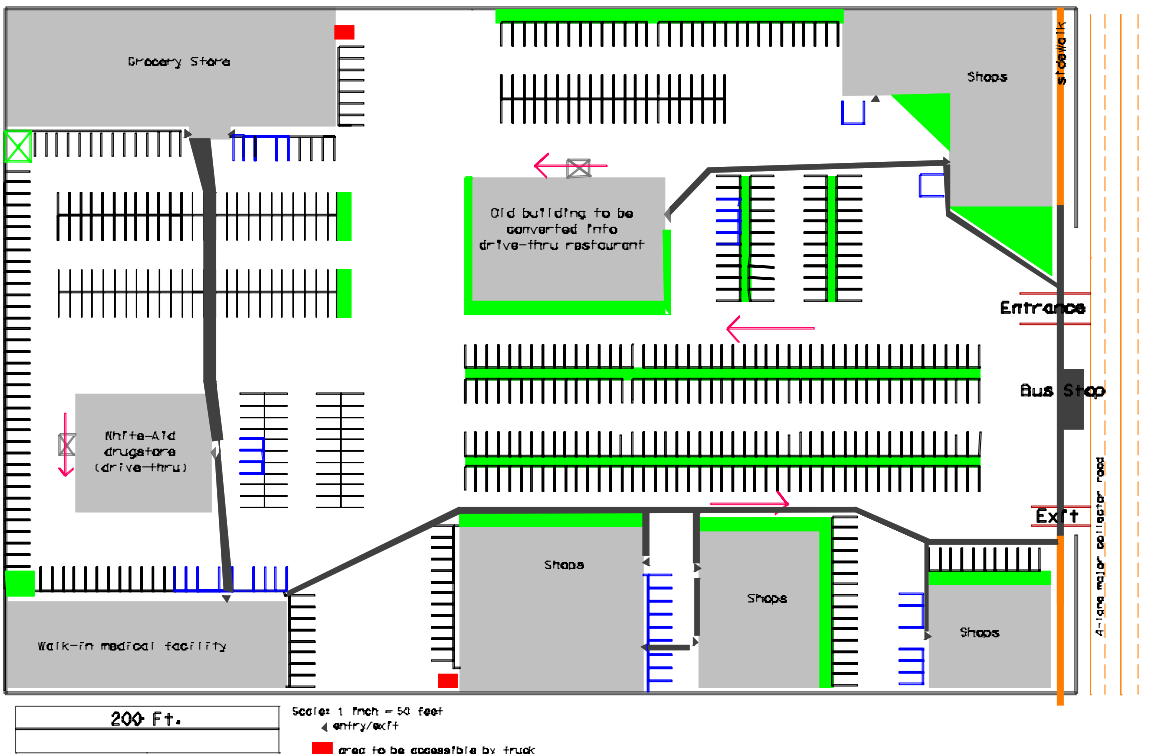 Grocery Store
Shops
sidewalk
Old building to be
converted into
drive-thru restaurant
Entrance
Bus Stop
White-Aid
drugstore
(drive-thru)
Exit
4-lane major collector road
Shops
Shops
Shops
Walk-in medical facility
200 Ft.
Scale: 1 inch = 50 feet
entry/exit
area to be accessible by truck